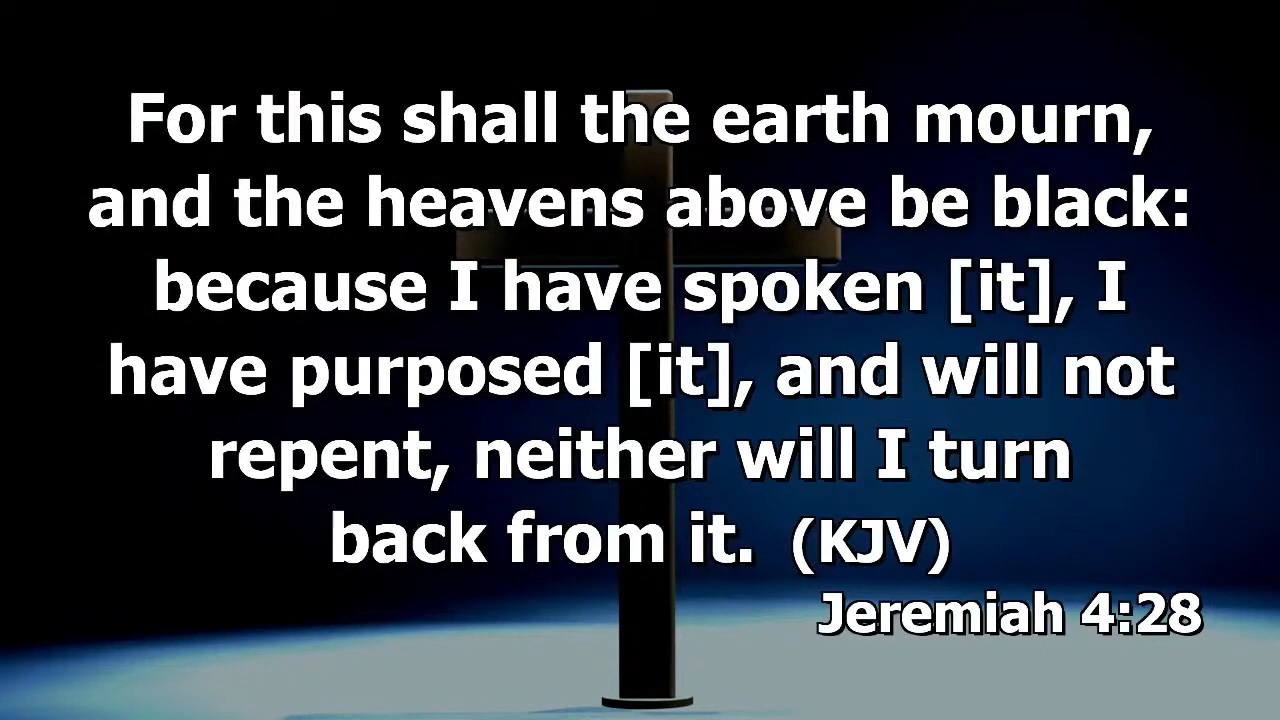 For this shall the earth mourn,
and the heavens above be black:
because I have spoken [it], I
have purposed [it], and will not
repent, neither will I turn
back from it. (KJV)
Jeremiah 4:28